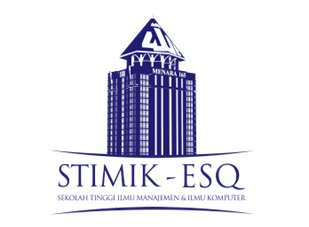 MENARA 165
STIMIK - ESQ
SEKOLAH TINGGI ILMU MANAJEMEN & ILMU KOMPUTER